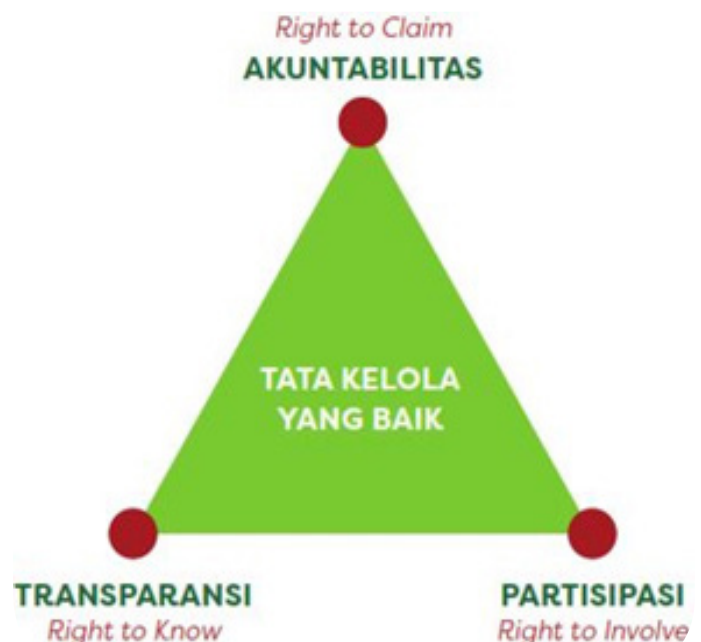 Right to Claim
AKUNTABILITAS
TATA KELOLA
YANG BAIK
TRANSPARANSI
Right to Know
PARTISIPASI
Right to Involve